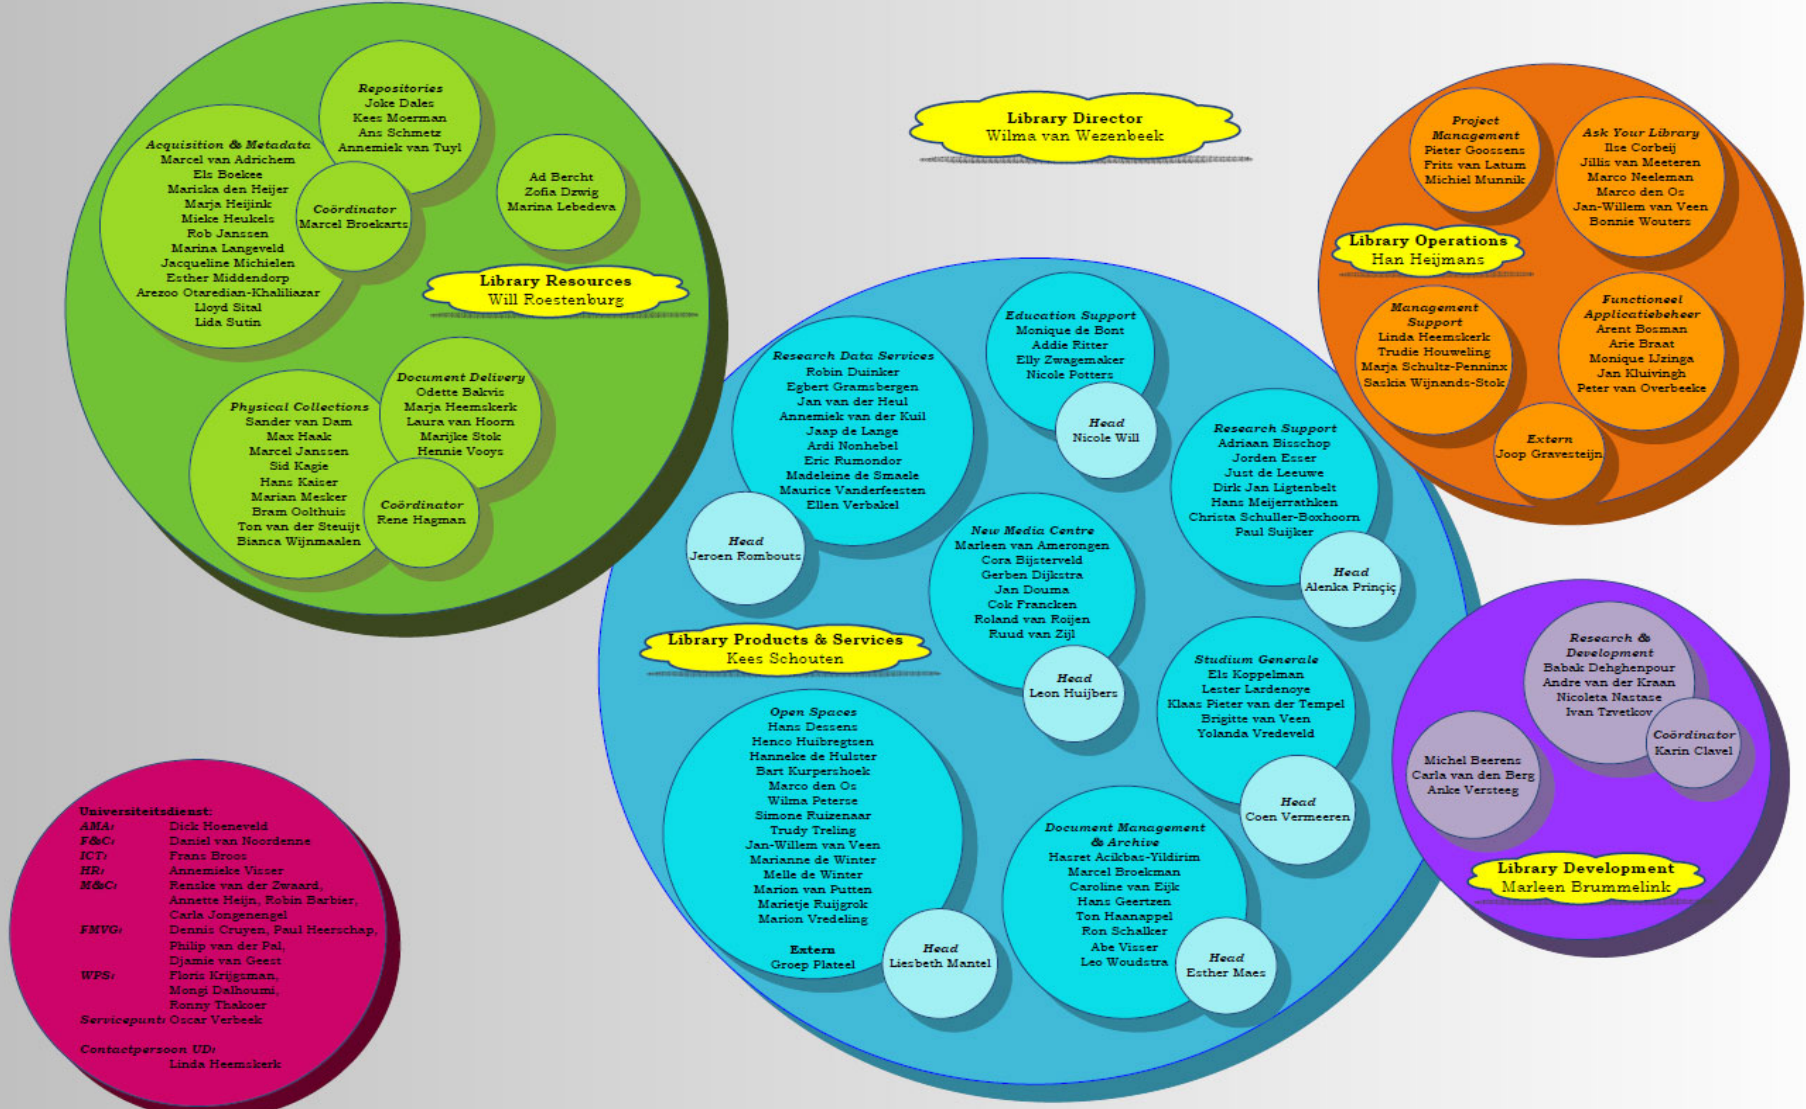 Repositories
Joke Dales
Kees Moerman
Ans Schmetz
Annemiek van Tuyl
Acquisition & Metadata
Marcel van Adrichem
Els Boekee
Mariska den Heijer
Marja Heijink
Mieke Heukels
Rob Janssen
Marina Langeveld
Jacqueline Michielen
Esther Middendorp
Arezoo Otaredian-Khaliliazar
Lloyd Sital
Lida Sutin
Coördinator
Marcel Broekarts
Ad Bercht
Zofia Dzwig
Marina Lebedeva
Library Resources
Will Roestenburg
Document Delivery
Odette Bakvis
Marja Heemskerk
Laura van Hoorn
Marijke Stok
Hennie Vooys
Physical Collections
Sander van Dam
Max Haak
Marcel Janssen
Sid Kagie
Hans Kaiser
Marian Mesker
Bram Oolthuis
Ton van der Steuijt
Bianca Wijnmaalen
Coördinator
Rene Hagman
Library Director
Wilma van Wezenbeek
Project
Management
Pieter Goossens
Frits van Latum
Michiel Munnik
Ask Your Library
Ilse Corbeij
Jillis van Meeteren
Marco Neeleman
Marco den Os
Jan-Willem van Veen
Bonnie Wouters
Library Operations
Han Heijmans
Management
Support
Linda Heemskerk
Trudie Houweling
Marja Schultz-Penninx
Saskia Wijnands-Stok
Functioneel
Applicatiebeheer
Arent Bosman
Arie Braat
Monique IJzinga
Jan Kluivingh
Peter van Overbeeke
Extern
Joop Gravesteijn
Education Support
Monique de Bont
Addie Ritter
Elly Zwagemaker
Nicole Potters
Head
Nicole Will
Research Data Services
Robin Duinker
Egbert Gramsbergen
Jan van der Heul
Annemiek van der Kuil
Jaap de Lange
Ardi Nonhebel
Eric Rumondor
Madeleine de Smaele
Maurice Vanderfeesten
Ellen Verbakel
Head
Jeroen Rombouts
Research Support
Adriaan Bisschop
Jorden Esser
Just de Leeuwe
Dirk Jan Ligtenbelt
Hans Meijerrathken
Christa Schuller-Boxhoorn
Paul Suijker
Head
Alenka Prinçiç
New Media Centre
Marleen van Amerongen
Cora Bijsterveld
Gerben Dijkstra
Jan Douma
Cok Francken
Roland van Roijen
Ruud van Zijl
Head
Leon Huijbers
Library Products & Services
Kees Schouten
Studium Generale
Els Koppelman
Lester Lardenoye
Klaas Pieter van der Tempel
Brigitte van Veen
Yolanda Vredeveld
Head
Coen Vermeeren
Open Spaces
Hans Dessens
Henco Huibregtsen
Hanneke de Hulster
Bart Kurpershoek
Marco den Os
Wilma Peterse
Simone Ruizenaar
Trudy Treling
Jan-Willem van Veen
Marianne de Winter
Melle de Winter
Marion van Putten
Marietje Ruijgrok
Marion Vredeling
Extern
Groep Plateel
Head
Liesbeth Mantel
Document Management
& Archive
Hasret Acikbas-Yildirim
Marcel Broekman
Caroline van Eijk
Hans Geertzen
Ton Haanappel
Ron Schalker
Abe Visser
Leo Woudstra
Head
Esther Maes
Research &
Development
Babak Dehghenpour
Andre van der Kraan
Nicoleta Nastase
Ivan Tzvetkov
Coördinator
Karin Clavel
Michel Beerens
Carla van den Berg
Anke Versteeg
Library Development
Marleen Brummelink
Universiteitsdienst:
AMA: Dick Hoeneveld
F&C: Daniel van Noordenne
ICT: Frans Broos
HR: Annemieke Visser
M&C: Renske van der Zwaard,
Annette Heijn, Robin Barbier,
Carla Jongenengel
FMVG: Dennis Cruyen, Paul Heerschap,
Philip van der Pal,
Djamie van Geest
WPS: Floris Krijgsman,
Mongi Dalhoumi,
Ronny Thakoer
Servicepunt: Oscar Verbeek
Contactpersoon UD:
Linda Heemskerk